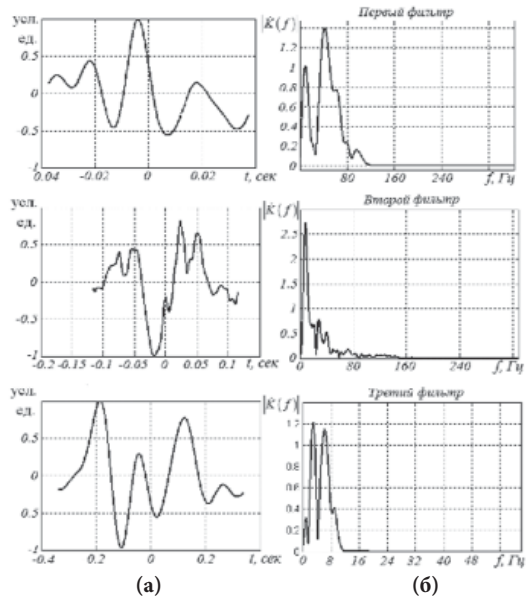 усл.
ед.
0.5
0
0.5
-1
0.04 -0.02 0 0.02 t, сек
Первый фильтр
|K(f)|
1.2
1
0.8
0.6
0.4
0.2
0
80 160 240 f, Гц
усл.
ед.
0.5
0
-0.5
-1
-0.2 -0.15 -0.1 -0.05 0 0.05 0.1 t, сек
Второй фильтр
|K(f)|
2.5
2
1.5
1
0.5
0
0 80 160 240 f, Гц
усл.
ед.
0.5
0
-0.5
-1
-0.4 0.2 0 0.2 t, сек
Третий фильтр
|K(f)|
1.2
1
0.8
0.6
0.4
0.2
0
0 8 16 24 32 40 48 f, Гц
(а) (б)